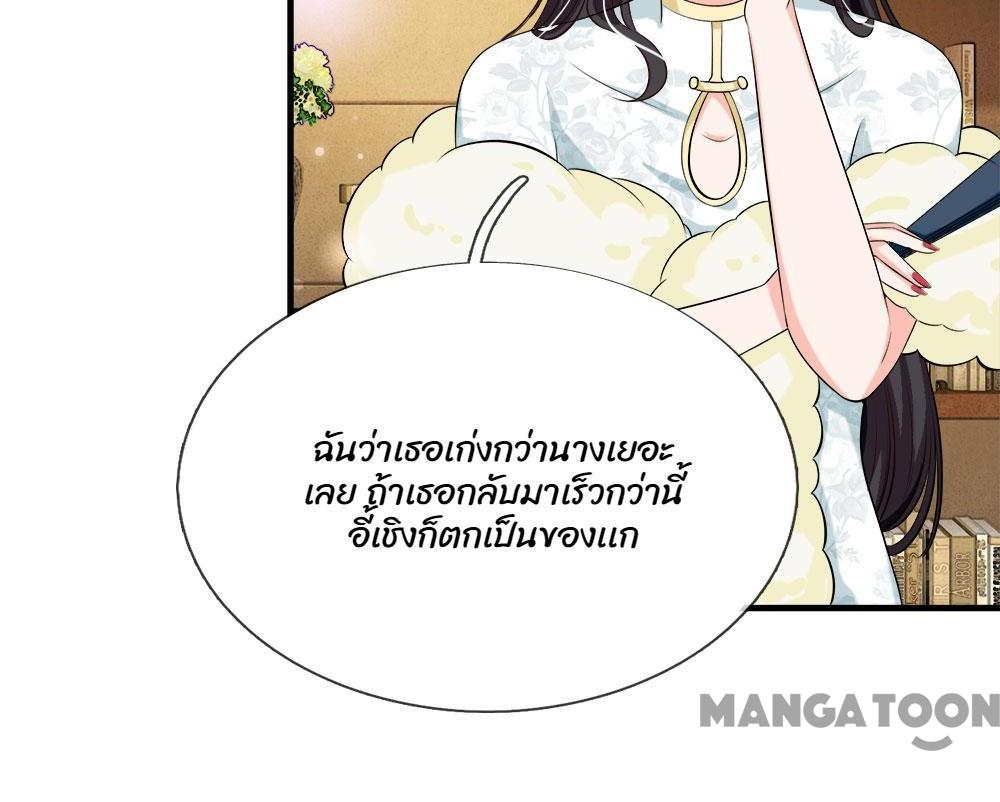 ฉันว่าเธอเก่งกว่านางเยอะ
เลย ถ้าเธอกลับมาเร็วกว่านี้
อี้เชิงก็ตกเป็นของแก
ARBOR
MANGATOON